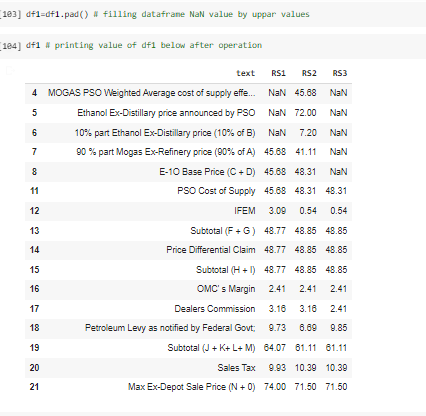 [103] df1=df1.pad() # filling dataframe NaN value by uppar values
[104] df1 # printing value of df1 below after operation
text RS1 RS2 RS3
4 MOGAS PSO Weighted Average cost of supply effe... NaN 45.68 NaN
5 Ethanol Ex-Distillary price announced by PSO NaN 72.00 NaN
6 10% part Ethanol Ex-Distillary price (10% of B) NaN 7.20 NaN
7 90 % part Mogas Ex-Refinery price (90% of A) 45.68 41.11 NaN
8 E-10 Base Price (C + D) 45.68 48.31 NaN
11 PSO Cost of Supply 45.68 48.31 48.31
12 IFEM 3.09 0.54 0.54
13 Subtotal (F + G ) 48.77 48.85 48.85
14 Price Differential Claim 48.77 48.85 48.85
15 Subtotal (H + I) 48.77 48.85 48.85
16 OMC' s Margin 2.41 2.41 2.41
17 Dealers Commission 3.16 3.16 2.41
18 Petroleum Levy as notified by Federal Govt; 9.73 6.69 9.85
19 Subtotal (J + K+ L+ M) 64.07 61.11 61.11
20 Sales Tax 9.93 10.39 10.39
21 Max Ex-Depot Sale Price (N + 0) 74.00 71.50 71.50